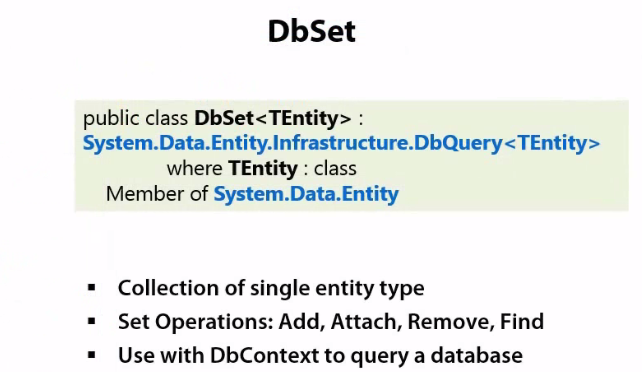 DbSet
public class DbSet<TEntity> :
System.Data.Entity.Infrastructure.DbQuery<TEntity>
where TEntity : class
Member of System.Data.Entity
▪ Collection of single entity type
▪ Set Operations: Add, Attach, Remove, Find
▪ Use with DbContext to query a database